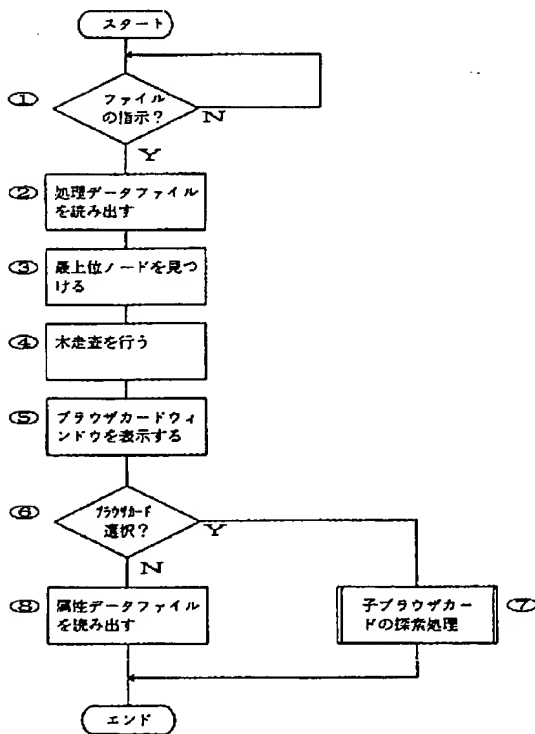 スタート
①
ファイル
の指示？
N
Y
②
処理データファイル
を読み出す
③
最上位ノードを見つ
ける
④
木走査を行う
⑤
ブラウザカードウィ
ンドウを表示する
⑥
ブラウザカード
選択？
Y
N
⑧
属性データファイル
を読み出す
子ブラウザカー
ドの探索処理
⑦
エンド